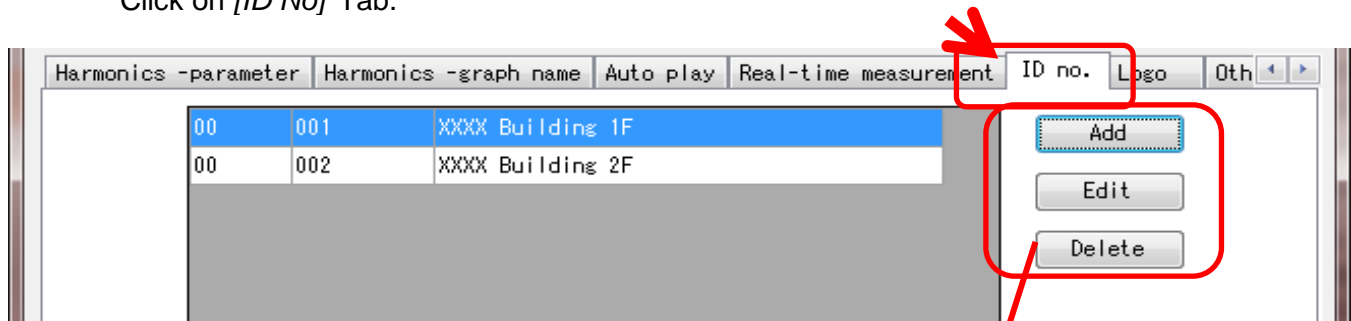 Click on [ID No] Tab.
Harmonics -parameter Harmonics -graph name Auto play Real-time measurement ID no. Logo Oth
00 001 XXXX Building 1F
Add
00 002 XXXX Building 2F
Edit
Delete